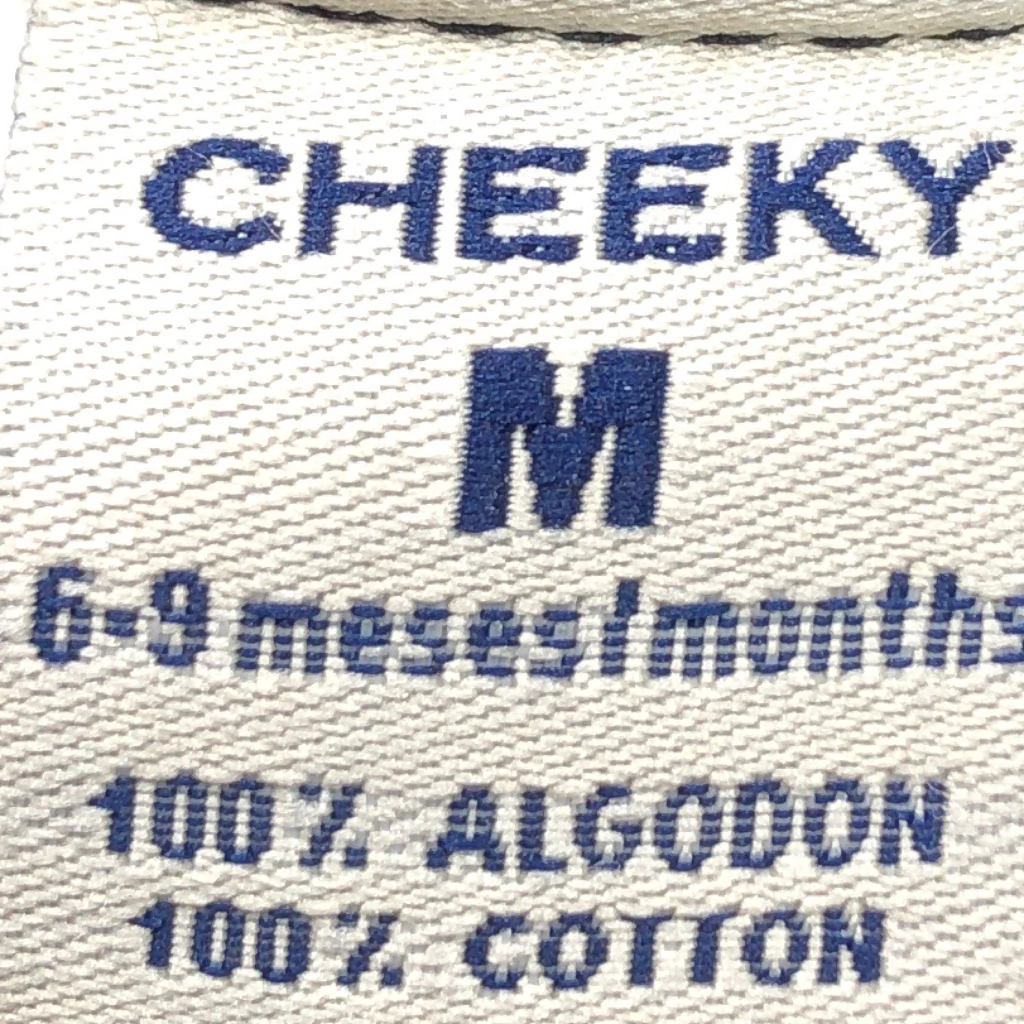 CHEEKY
M
6-9 meses/months
100% ALGODON
100% COTTON